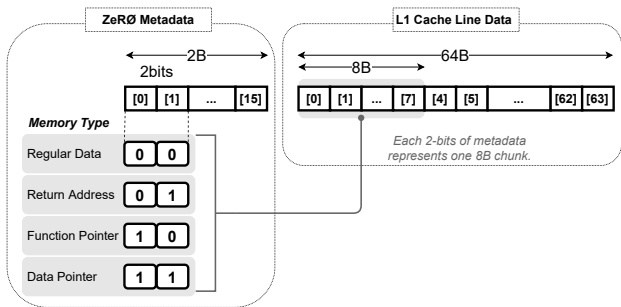 ZeRØ Metadata
2B
2bits
[0] [1] ... [15]
Memory Type
Regular Data 0 0
Return Address 0 1
Function Pointer 1 0
Data Pointer 1 1
L1 Cache Line Data
64B
8B
[0] [1] ... [7] [4] [5] ... [62] [63]
Each 2-bits of metadata
represents one 8B chunk.